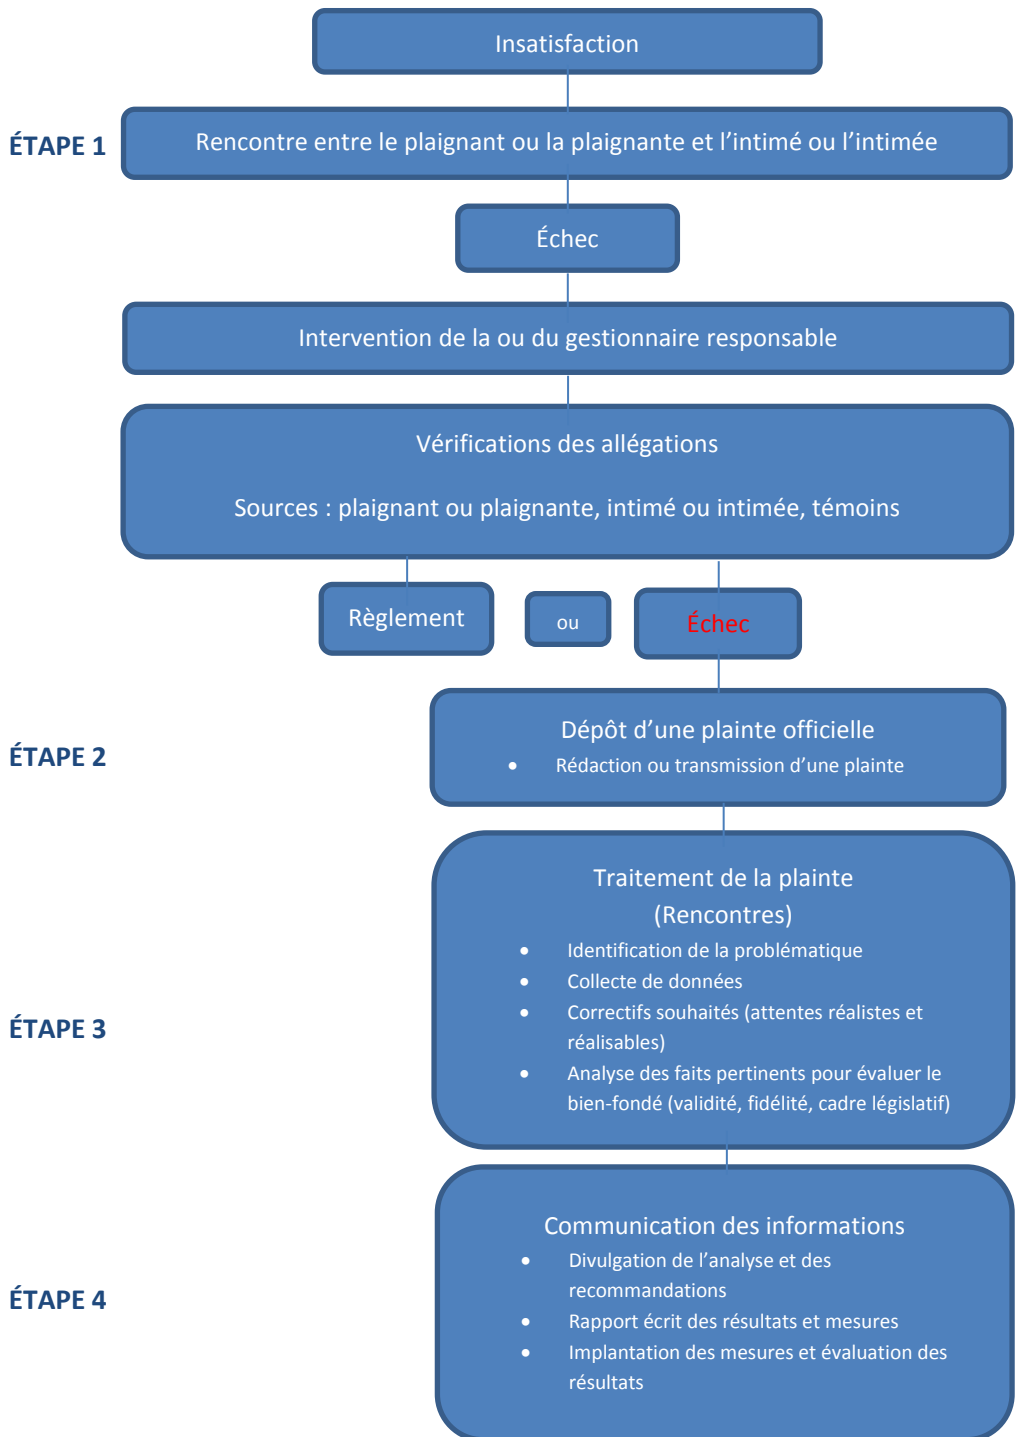 Insatisfaction
ÉTAPE 1
Rencontre entre le plaignant ou la plaignante et l’intimé ou l’intimée
Échec
Intervention de la ou du gestionnaire responsable
Vérifications des allégations
Sources : plaignant ou plaignante, intimé ou intimée, témoins
Règlement
ou
Échec
ÉTAPE 2
Dépôt d’une plainte officielle
• Rédaction ou transmission d’une plainte
ÉTAPE 3
Traitement de la plainte
(Rencontres)
• Identification de la problématique
• Collecte de données
• Correctifs souhaités (attentes réalistes et
réalisables)
• Analyse des faits pertinents pour évaluer le
bien-fondé (validité, fidélité, cadre législatif)
ÉTAPE 4
Communication des informations
• Divulgation de l’analyse et des
recommandations
• Rapport écrit des résultats et mesures
• Implantation des mesures et évaluation des
résultats